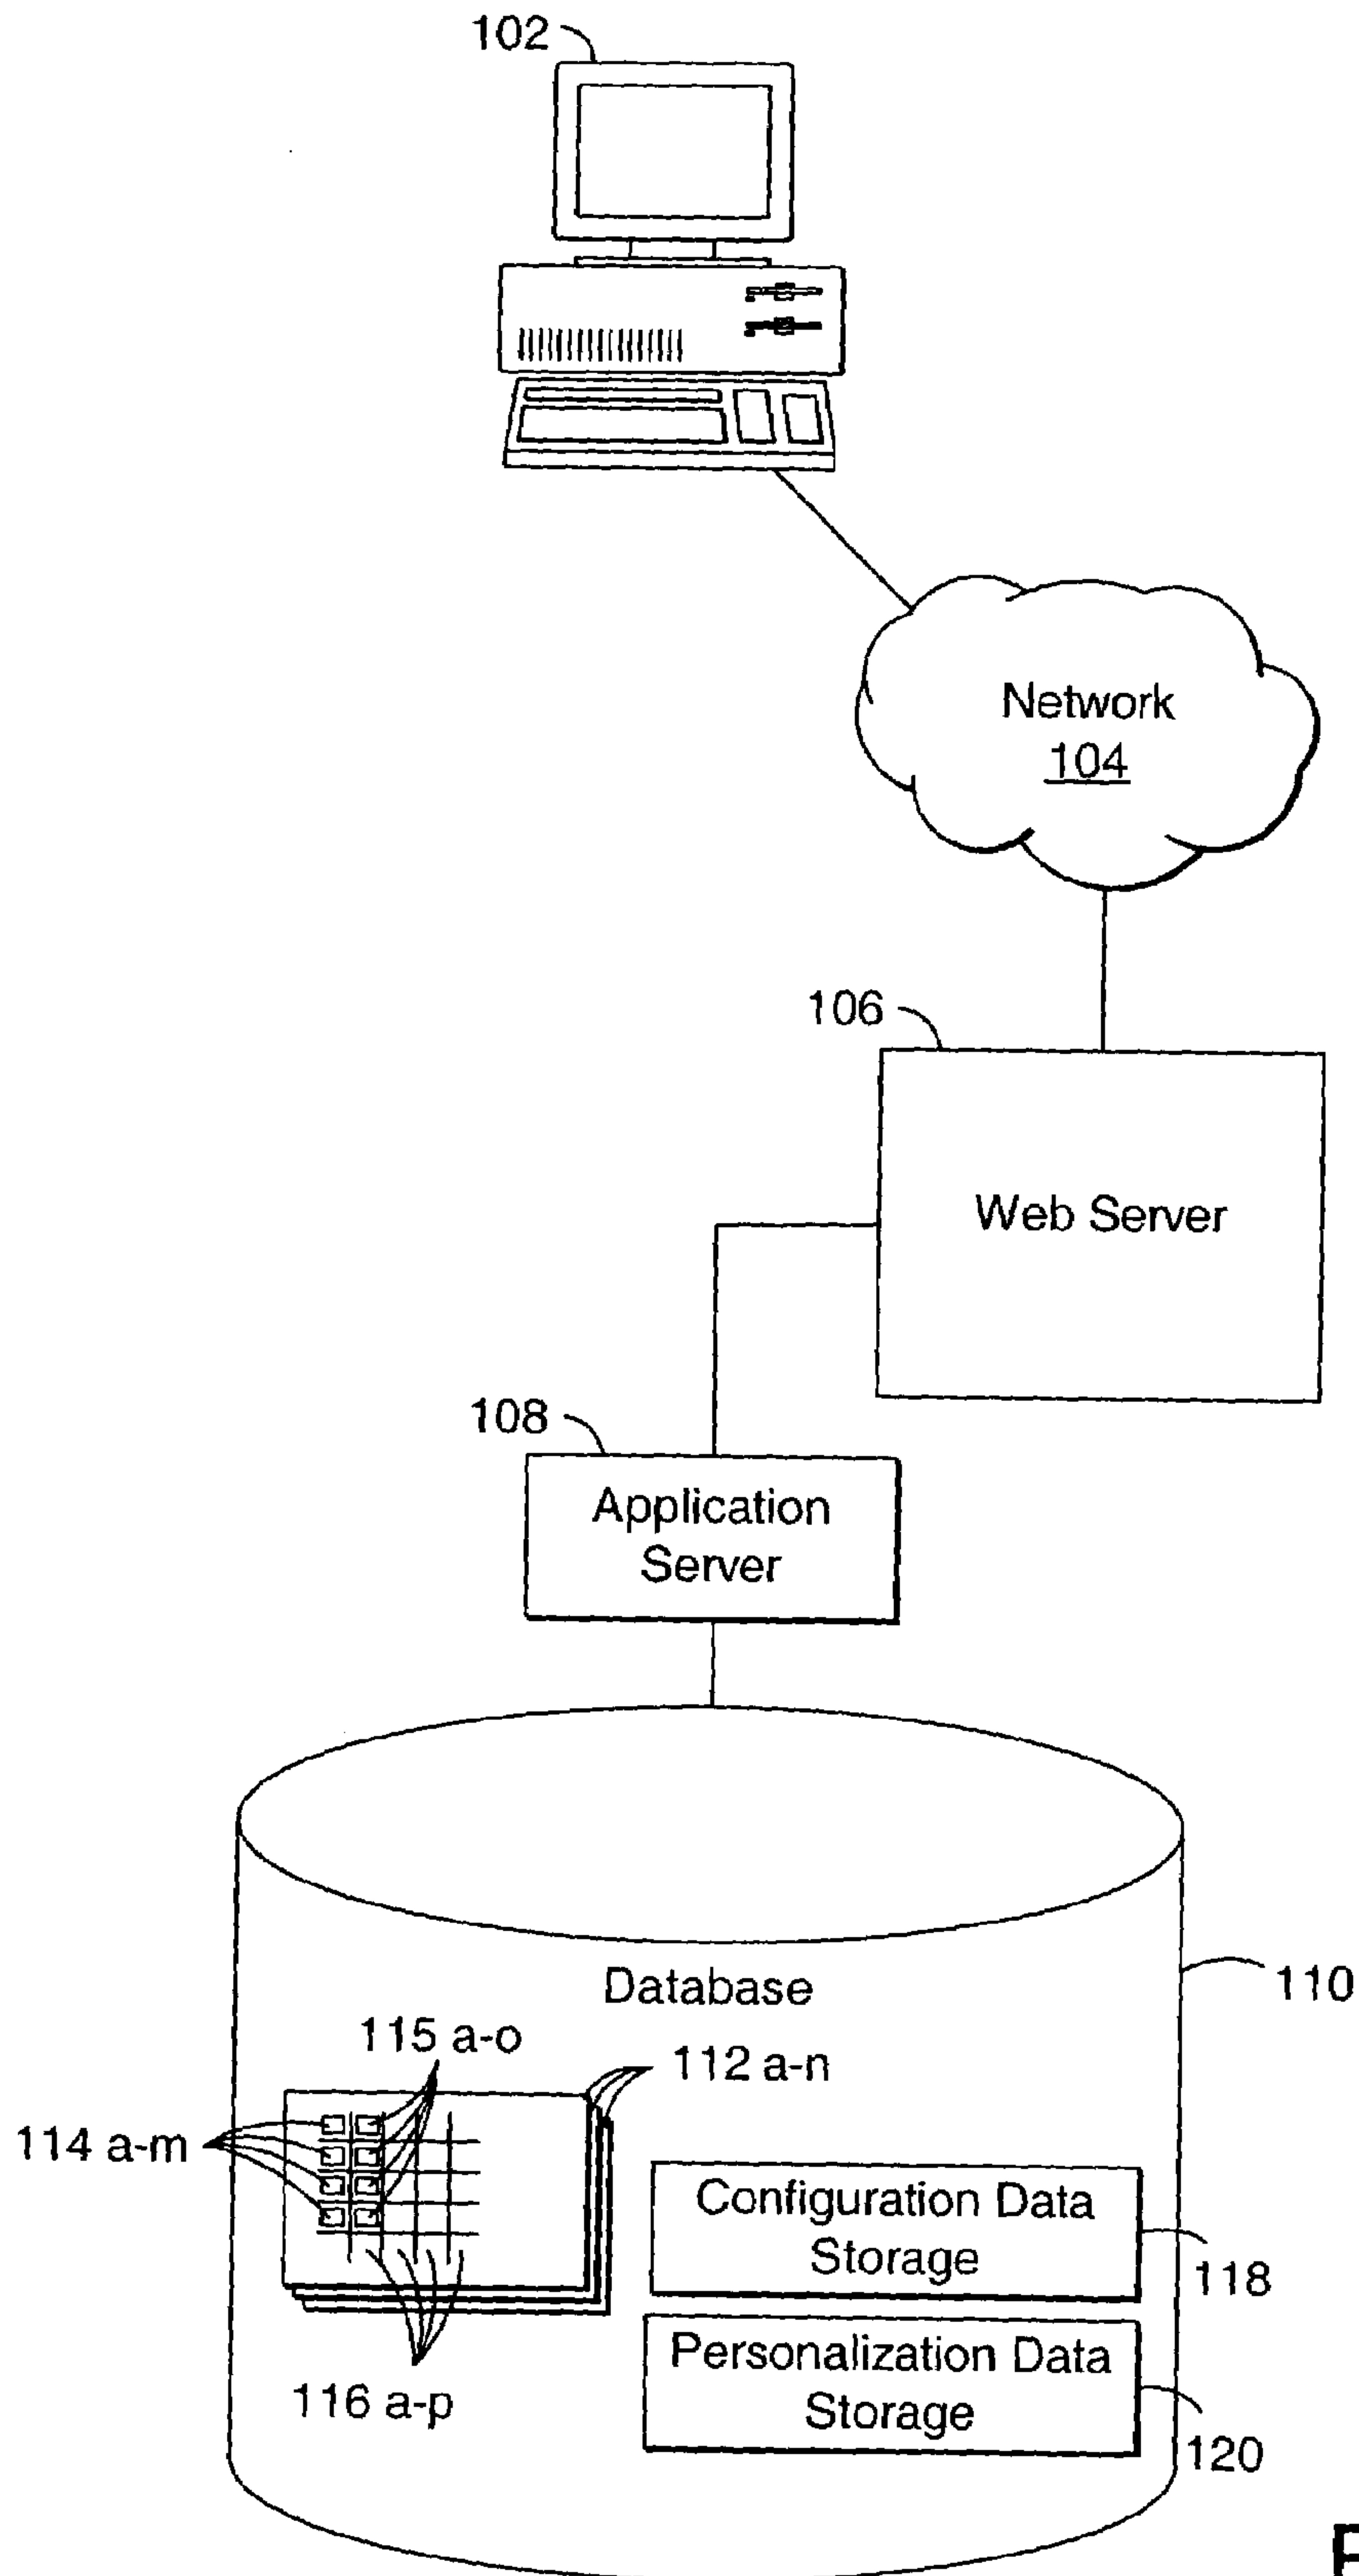 102
Network
104
106
Web Server
108
Application
Server
Database
110
115 a-o
112 a-n
114 a-m
Configuration Data
Storage
118
Personalization Data
Storage
116 a-p
120